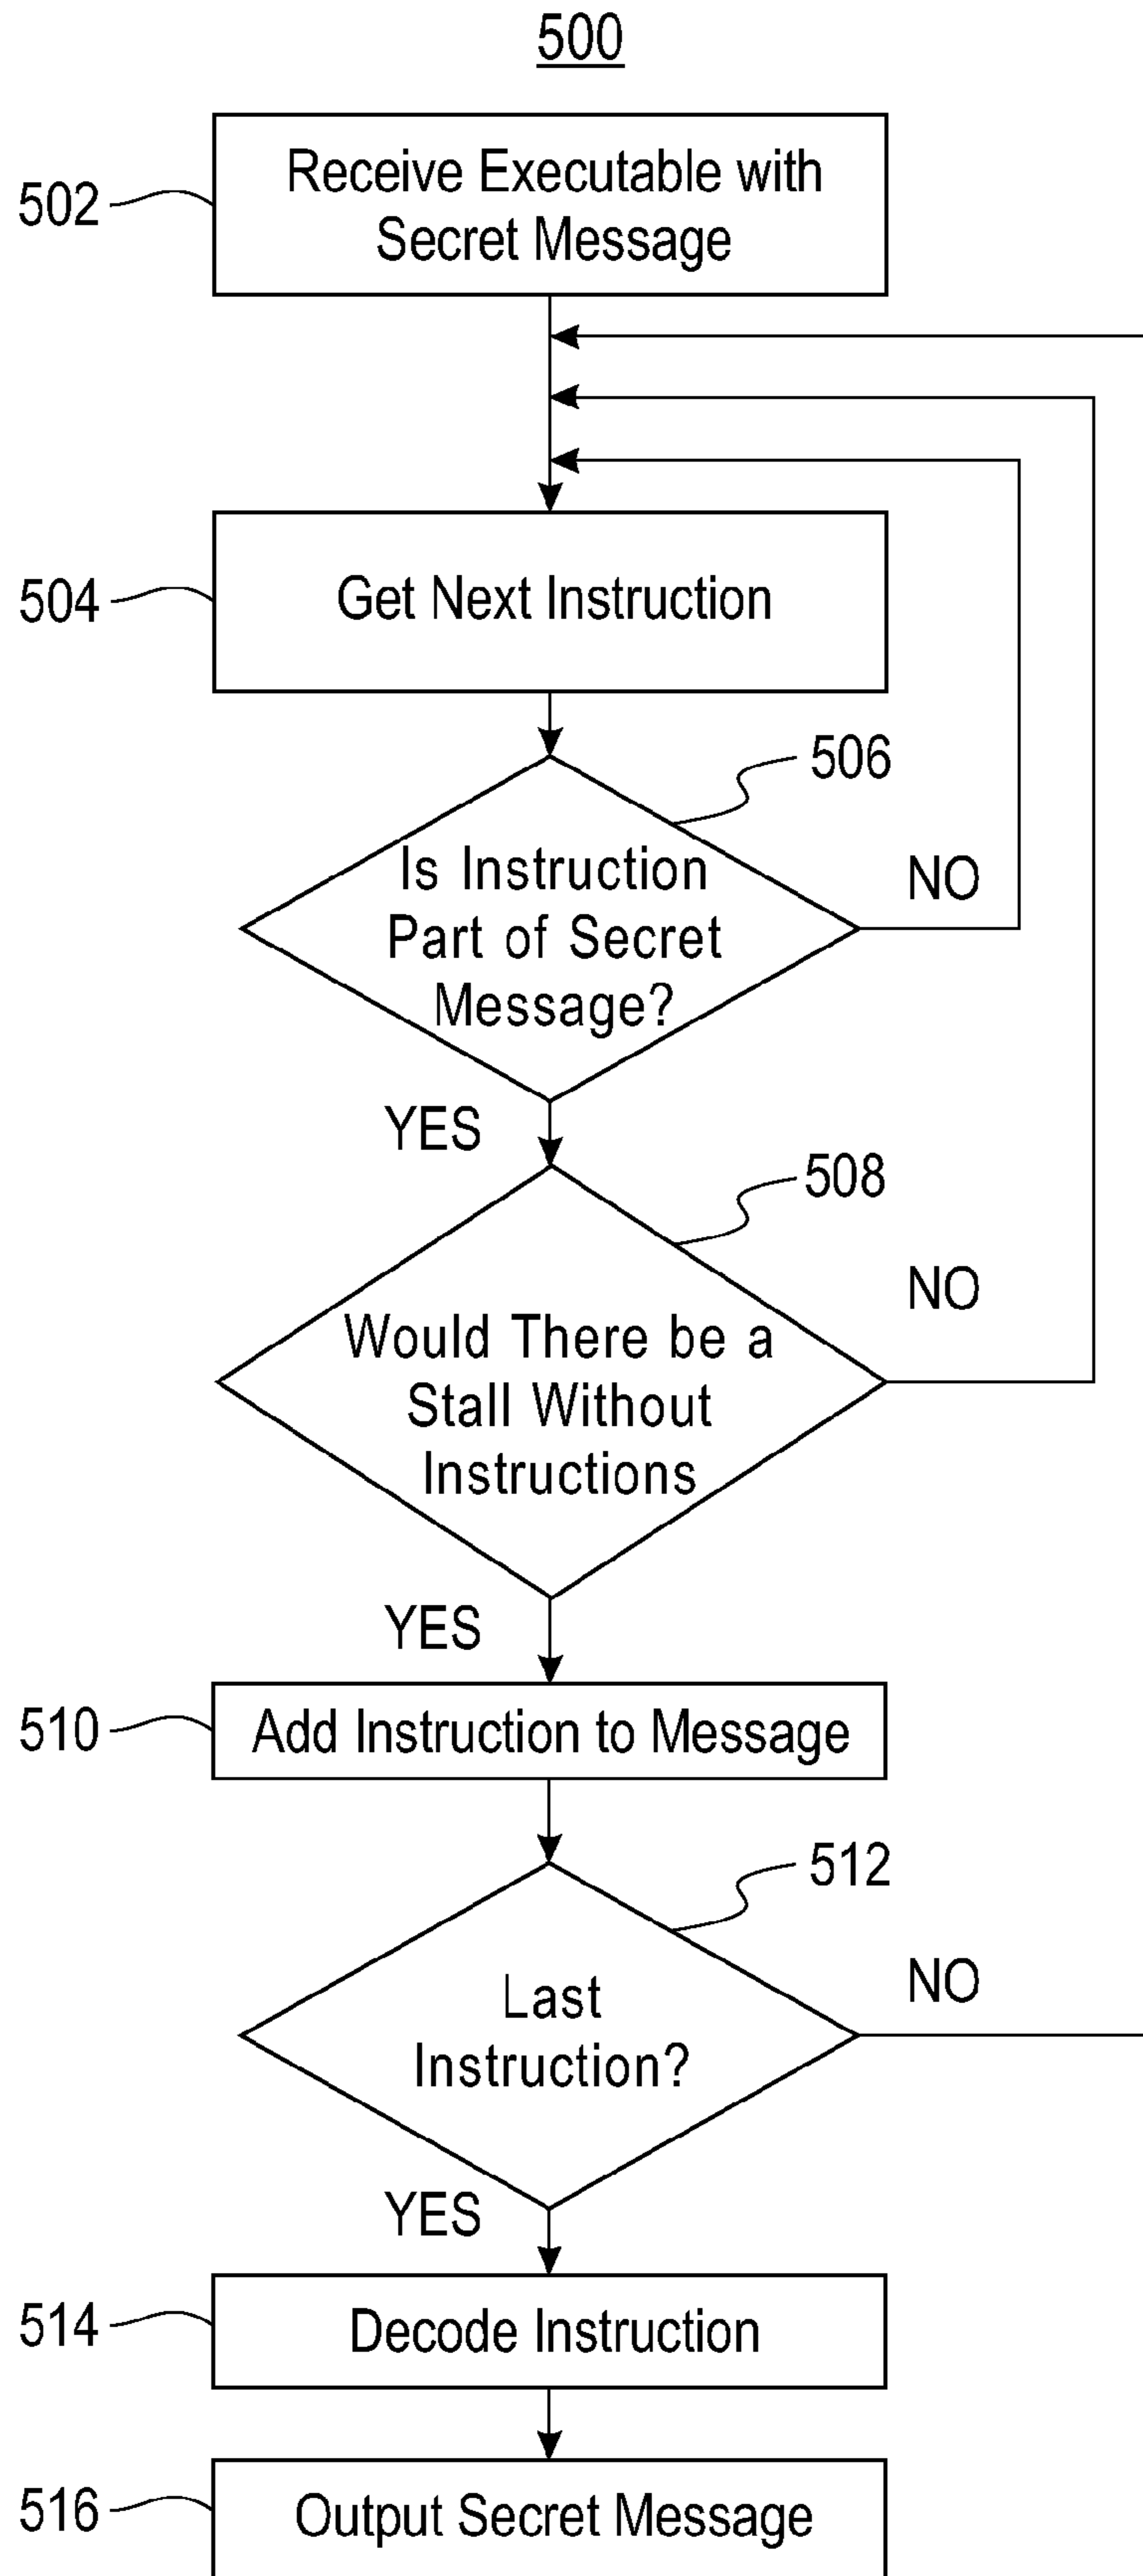 500
502
Receive Executable with
Secret Message
504
Get Next Instruction
506
Is Instruction
Part of Secret
Message?
NO
YES
508
Would There be a
Stall Without
Instructions
NO
YES
510
Add Instruction to Message
512
Last
Instruction?
NO
YES
514
Decode Instruction
516
Output Secret Message